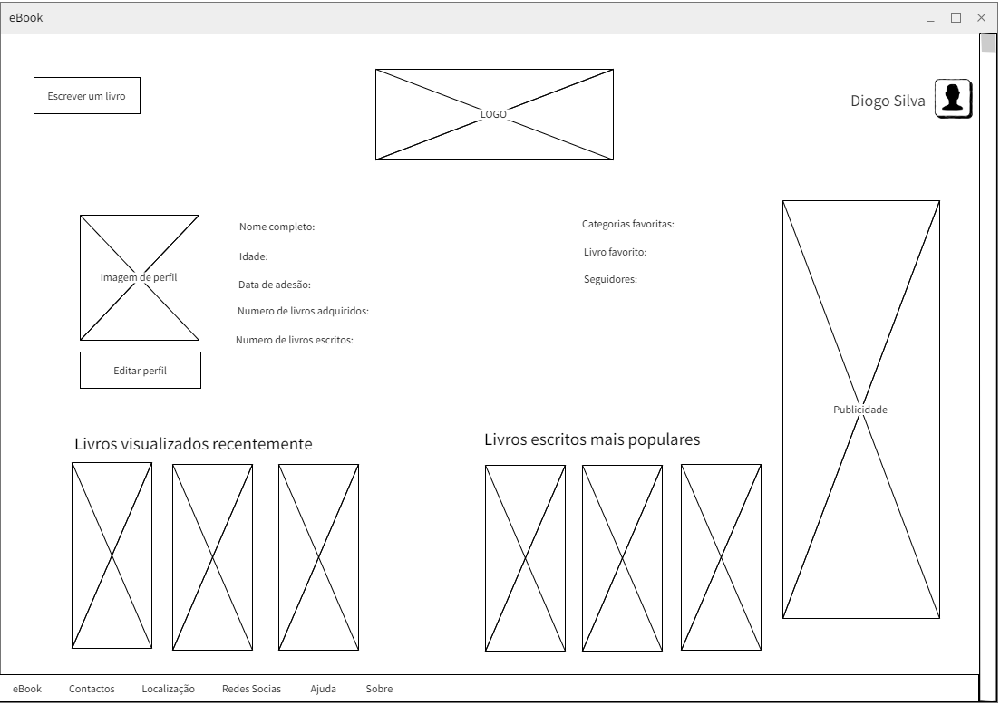 eBook
Escrever um livro
LOGO
Diogo Silva
Imagem de perfil
Editar perfil
Nome completo:
Idade:
Data de adesão:
Numero de livros adquiridos:
Numero de livros escritos:
Categorias favoritas:
Livro favorito:
Seguidores:
Publicidade
Livros visualizados recentemente
Livros escritos mais populares
eBook Contactos Localização Redes Socias Ajuda Sobre